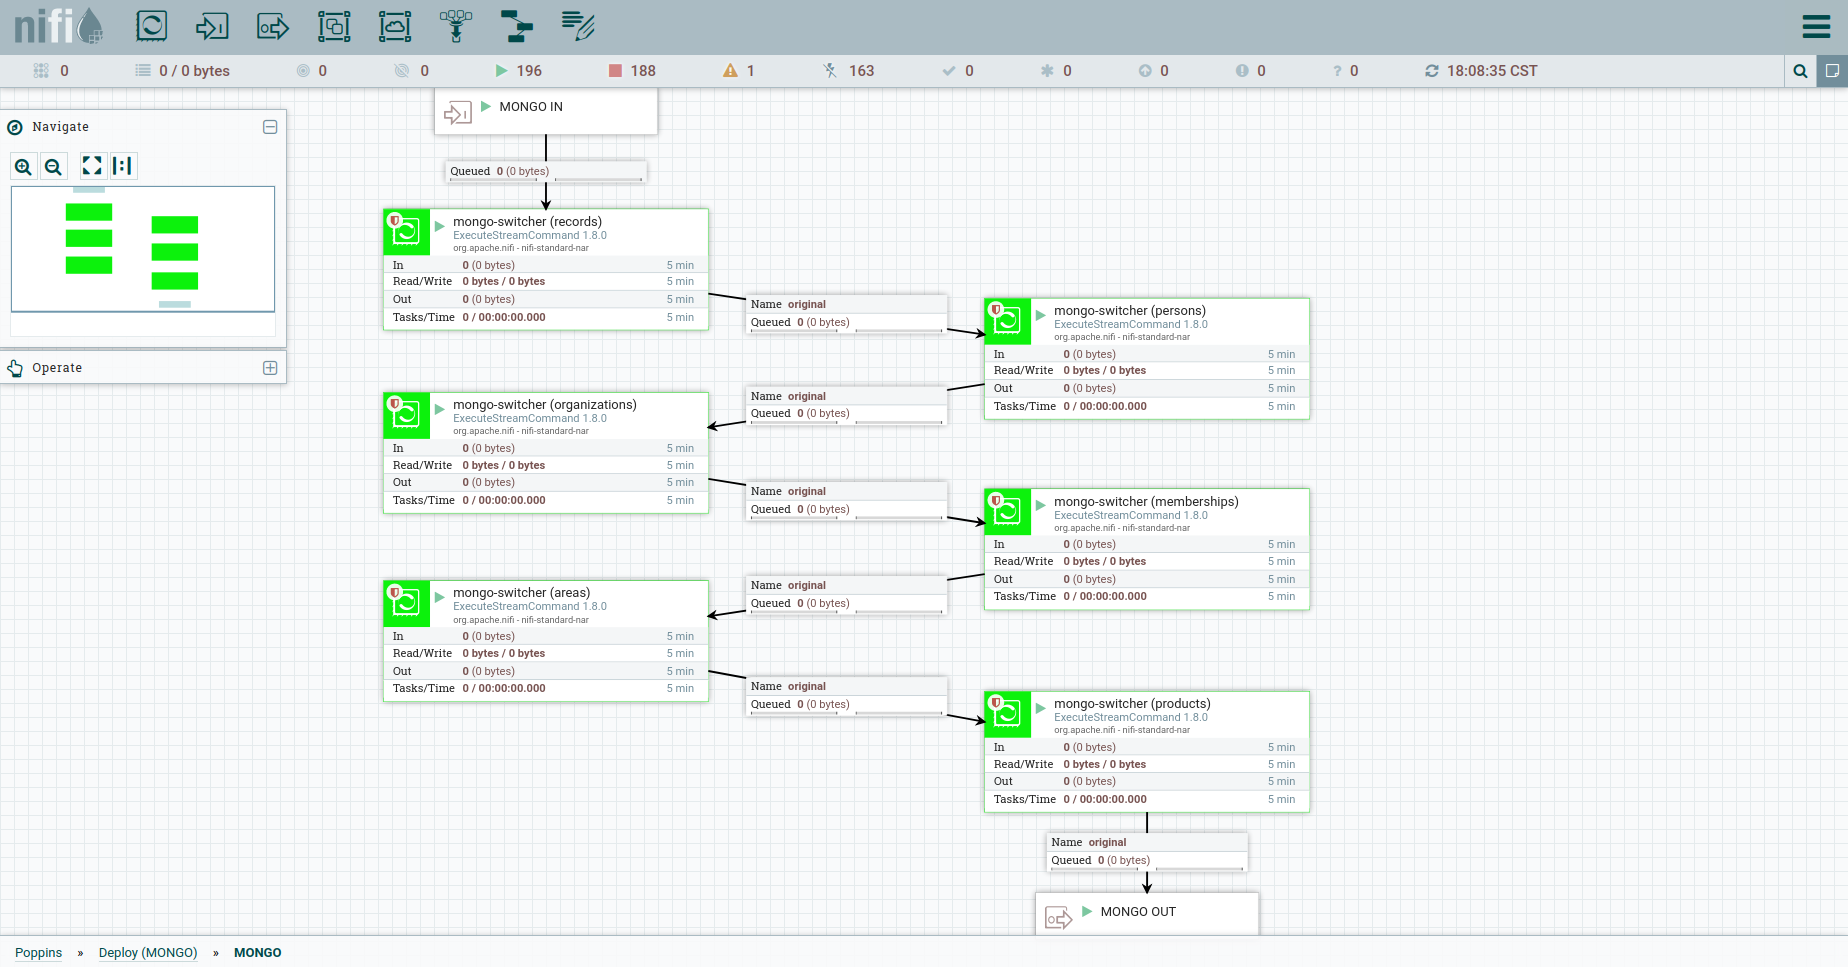 nifi
0
0 / 0 bytes
0
0
196
188
1
163
0
0
0
0
? 0
18:08:35 CST
Navigate
Operate
MONGO IN
Queued 0 (0 bytes)
mongo-switcher (records)
ExecuteStreamCommand 1.8.0
org.apache.nifi - nifi-standard-nar
In 0 (0 bytes) 5 min
Read/Write 0 bytes / 0 bytes 5 min
Out 0 (0 bytes) 5 min
Tasks/Time 0 / 00:00:00.000 5 min
Name original
Queued 0 (0 bytes)
mongo-switcher (persons)
ExecuteStreamCommand 1.8.0
org.apache.nifi - nifi-standard-nar
In 0 (0 bytes) 5 min
Read/Write 0 bytes / 0 bytes 5 min
Out 0 (0 bytes) 5 min
Tasks/Time 0 / 00:00:00.000 5 min
Name original
Queued 0 (0 bytes)
mongo-switcher (organizations)
ExecuteStreamCommand 1.8.0
org.apache.nifi - nifi-standard-nar
In 0 (0 bytes) 5 min
Read/Write 0 bytes / 0 bytes 5 min
Out 0 (0 bytes) 5 min
Tasks/Time 0 / 00:00:00.000 5 min
Name original
Queued 0 (0 bytes)
mongo-switcher (memberships)
ExecuteStreamCommand 1.8.0
org.apache.nifi - nifi-standard-nar
In 0 (0 bytes) 5 min
Read/Write 0 bytes / 0 bytes 5 min
Out 0 (0 bytes) 5 min
Tasks/Time 0 / 00:00:00.000 5 min
Name original
Queued 0 (0 bytes)
mongo-switcher (areas)
ExecuteStreamCommand 1.8.0
org.apache.nifi - nifi-standard-nar
In 0 (0 bytes) 5 min
Read/Write 0 bytes / 0 bytes 5 min
Out 0 (0 bytes) 5 min
Tasks/Time 0 / 00:00:00.000 5 min
Name original
Queued 0 (0 bytes)
mongo-switcher (products)
ExecuteStreamCommand 1.8.0
org.apache.nifi - nifi-standard-nar
In 0 (0 bytes) 5 min
Read/Write 0 bytes / 0 bytes 5 min
Out 0 (0 bytes) 5 min
Tasks/Time 0 / 00:00:00.000 5 min
Name original
Queued 0 (0 bytes)
MONGO OUT
Poppins » Deploy (MONGO) » MONGO